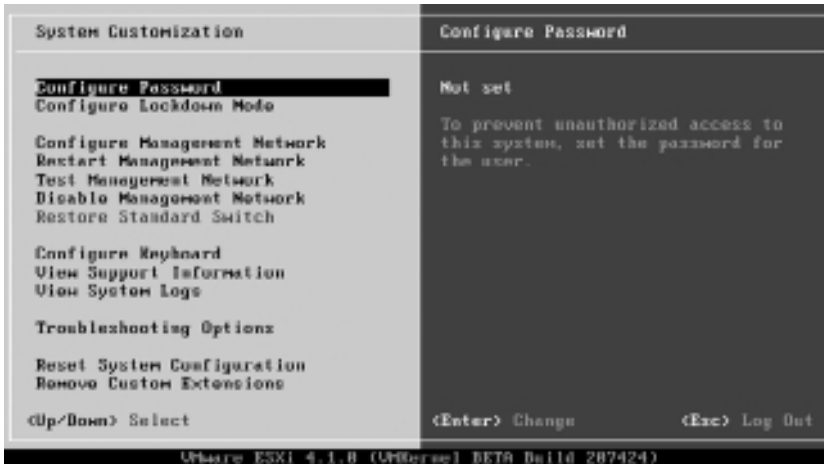 System Customization
Configure Password
Configure Lockdown Mode
Configure Management Network
Restart Management Network
Test Management Network
Disable Management Network
Restore Standard Switch
Configure Keyboard
View Support Information
View System Logs
Troubleshooting Options
Reset System Configuration
Remove Custom Extensions
<Up/Down> Select
Configure Password
Not set
To prevent unauthorized access to
this system, set the password for
the user.
<Enter> Change
<Esc> Log Out
VMware ESXi 4.1.0 (VMKernel BETA Build 207424)